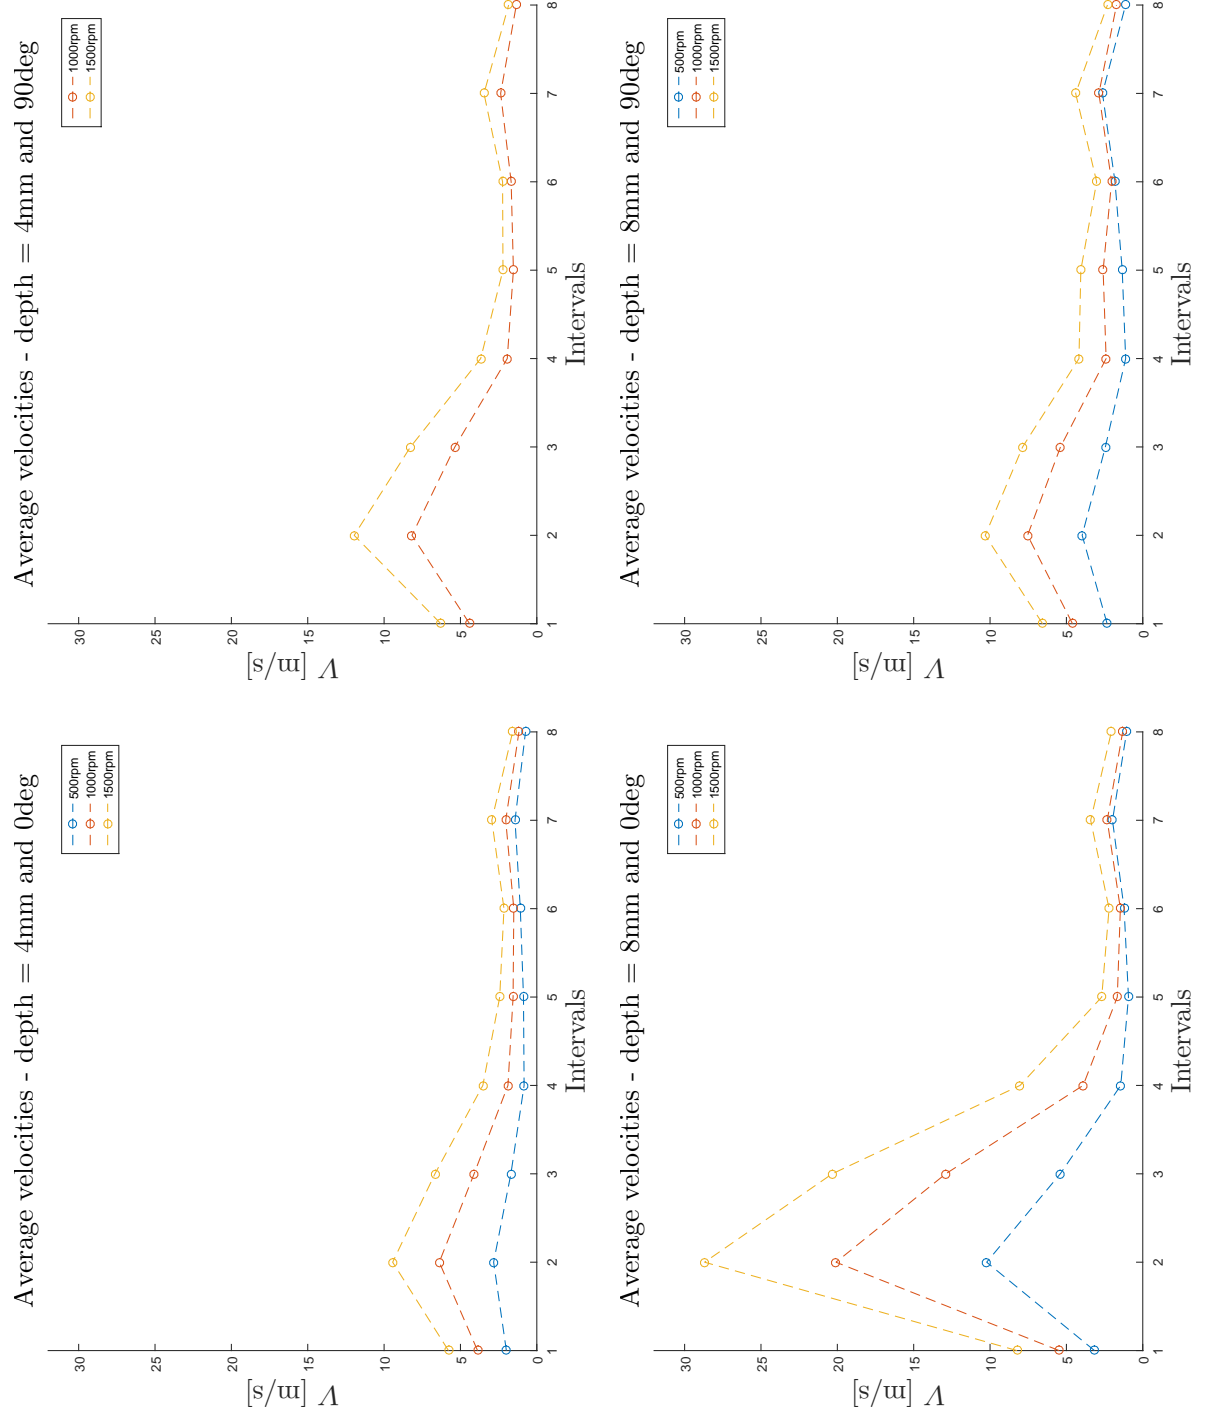 Average velocities - depth = 4mm and 0deg
500rpm
1000rpm
1500rpm
V [m/s]
30
25
20
15
10
5
0
1
2
3
4
5
6
7
8
Intervals
Average velocities - depth = 8mm and 0deg
500rpm
1000rpm
1500rpm
V [m/s]
30
25
20
15
10
5
0
1
2
3
4
5
6
7
8
Intervals
Average velocities - depth = 4mm and 90deg
1000rpm
1500rpm
V [m/s]
30
25
20
15
10
5
0
1
2
3
4
5
6
7
8
Intervals
Average velocities - depth = 8mm and 90deg
500rpm
1000rpm
1500rpm
V [m/s]
30
25
20
15
10
5
0
1
2
3
4
5
6
7
8
Intervals